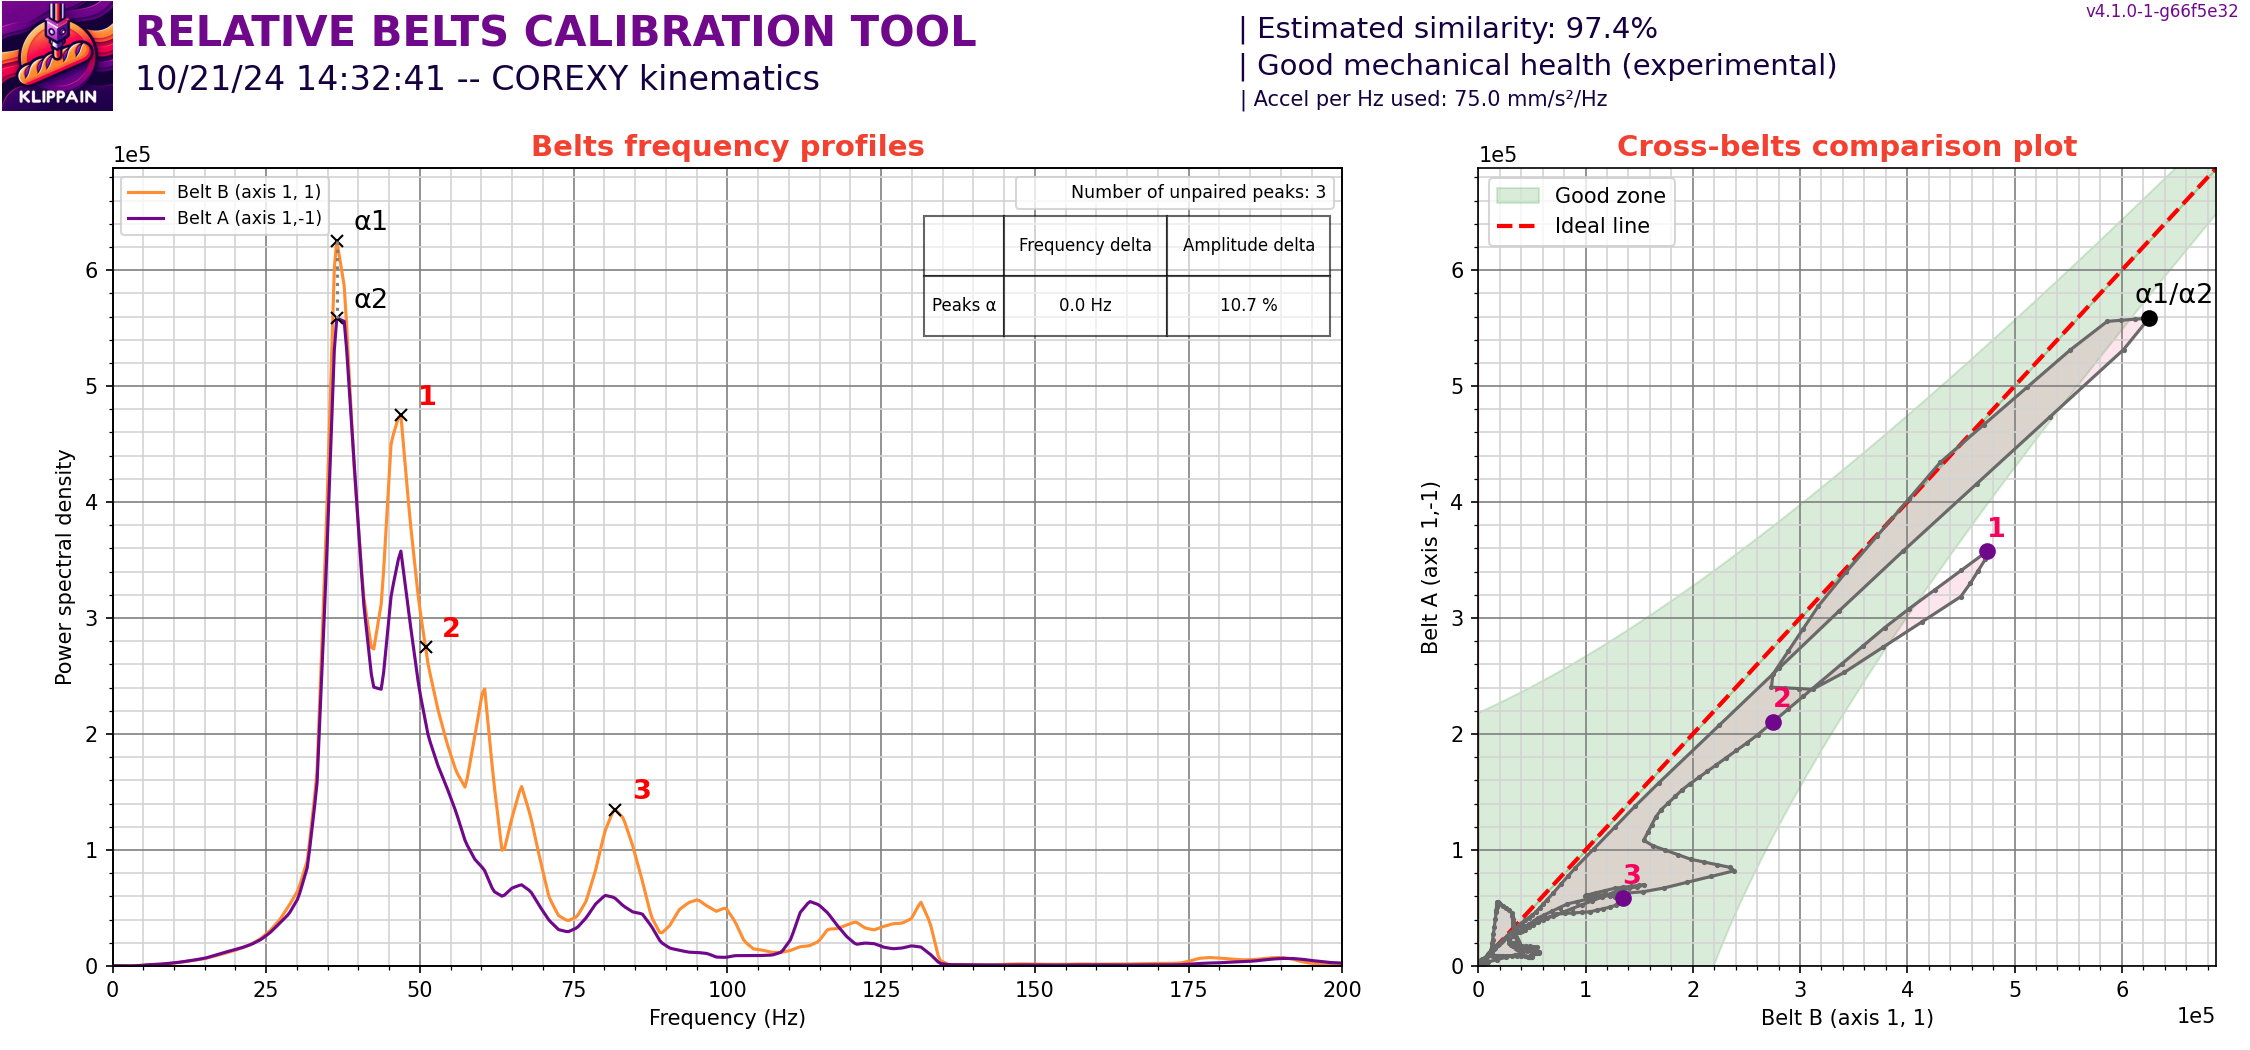 KLIPPAIN
RELATIVE BELTS CALIBRATION TOOL
10/21/24 14:32:41 -- COREXY kinematics
| Estimated similarity: 97.4%
| Good mechanical health (experimental)
| Accel per Hz used: 75.0 mm/s²/Hz
v4.1.0-1-g66f5e32
Belts frequency profiles
1e5
Belt B (axis 1, 1)
Belt A (axis 1,-1)
Number of unpaired peaks: 3
Frequency delta Amplitude delta
Peaks α 0.0 Hz 10.7 %
α1
α2
1
2
3
6
5
4
3
2
1
0
Power spectral density
0 25 50 75 100 125 150 175 200
Frequency (Hz)
Cross-belts comparison plot
1e5
Good zone
Ideal line
α1/α2
1
2
3
6
5
4
3
2
1
0
Belt A (axis 1,-1)
0 1 2 3 4 5 6
Belt B (axis 1, 1)
1e5